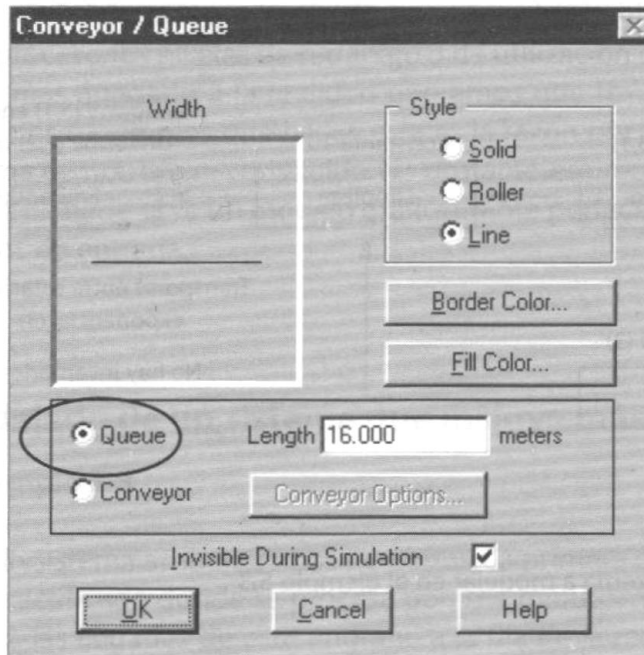 Conveyor / Queue
Width
Style
Solid
Roller
Line
Border Color...
Fill Color...
Queue
Length 16.000 meters
Conveyor
Conveyor Options...
Invisible During Simulation
OK
Cancel
Help